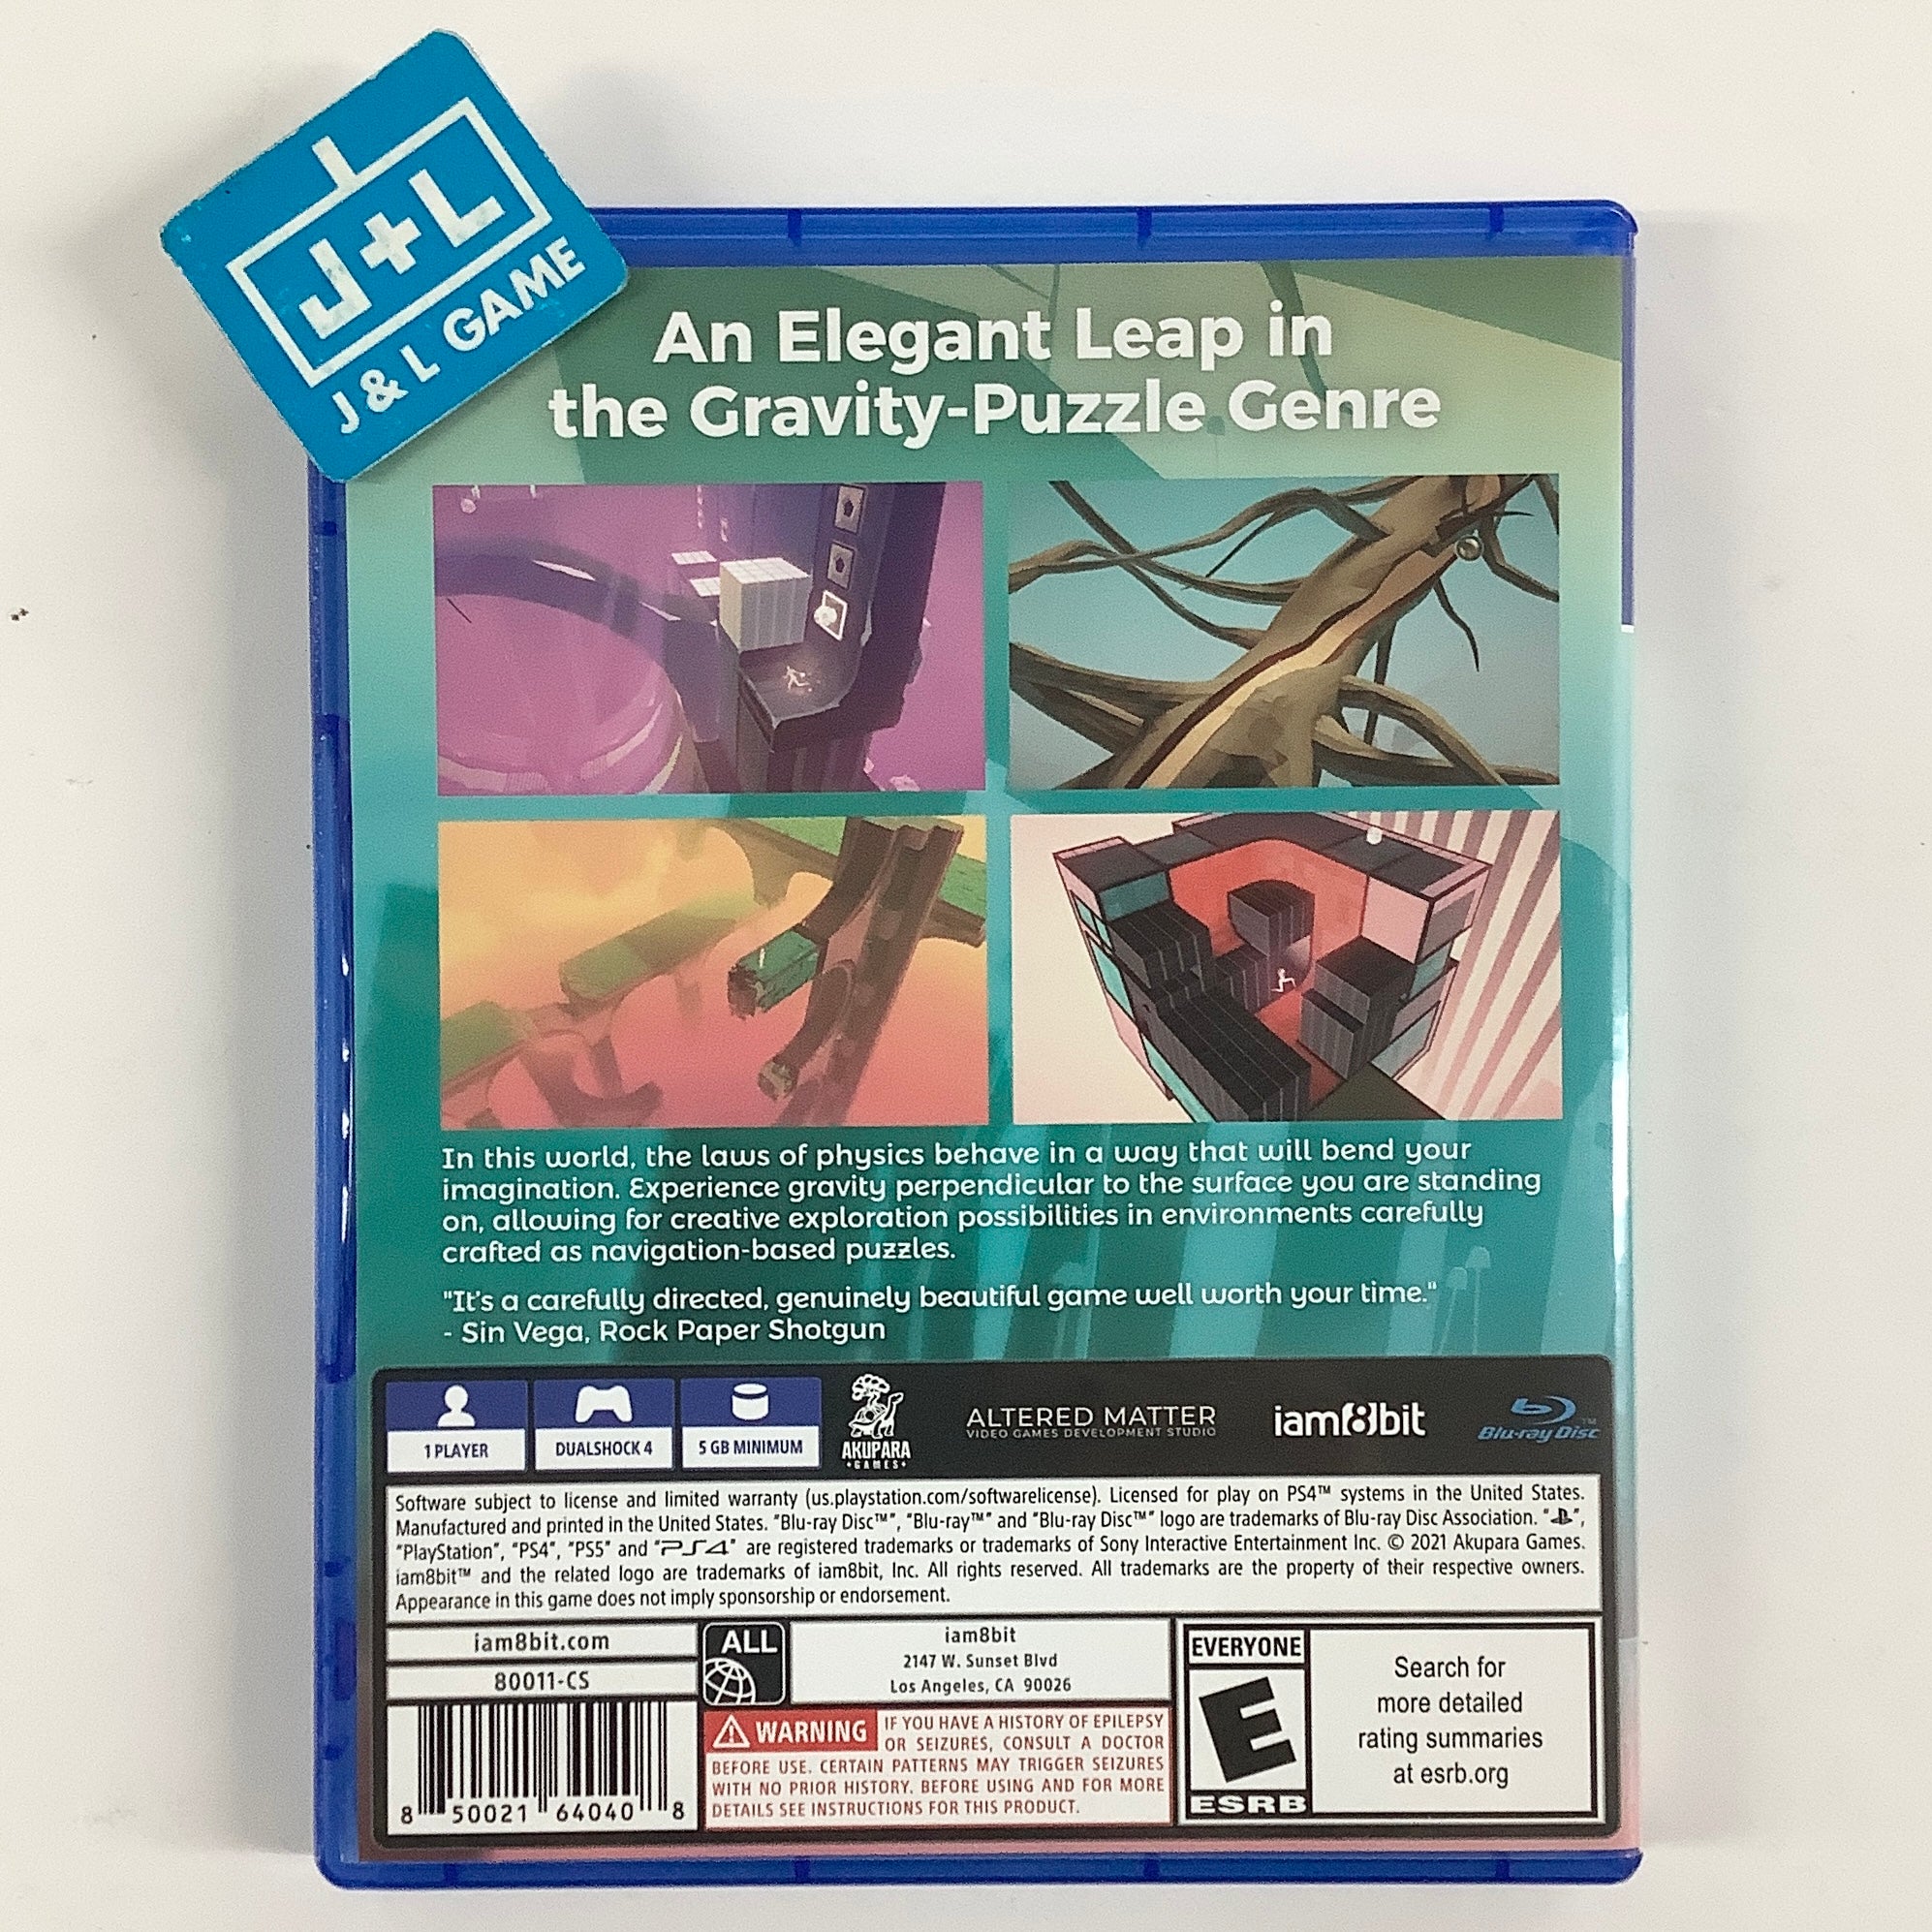 J+L
J & L GAME
An Elegant Leap in
the Gravity-Puzzle Genre
In this world, the laws of physics behave in a way that will bend your
imagination. Experience gravity perpendicular to the surface you are standing
on, allowing for creative exploration possibilities in environments carefully
crafted as navigation-based puzzles.
"It's a carefully directed, genuinely beautiful game well worth your time."
- Sin Vega, Rock Paper Shotgun
1 PLAYER
DUALSHOCK 4
5 GB MINIMUM
AKUPARA
•GAMES•
ALTERED MATTER
VIDEO GAMES DEVELOPMENT STUDIO
iam8bit
Blu-ray Disc™
Software subject to license and limited warranty (us.playstation.com/softwarelicense). Licensed for play on PS4™ systems in the United States.
Manufactured and printed in the United States. "Blu-ray Disc™", "Blu-ray™" and "Blu-ray Disc™" logo are trademarks of Blu-ray Disc Association. "",
"PlayStation", "PS4", "PS5" and "PS4" are registered trademarks or trademarks of Sony Interactive Entertainment Inc. © 2021 Akupara Games.
iam8bit™ and the related logo are trademarks of iam8bit, Inc. All rights reserved. All trademarks are the property of their respective owners.
Appearance in this game does not imply sponsorship or endorsement.
iam8bit.com
80011-CS
8 50021 64040 8
ALL
iam8bit
2147 W. Sunset Blvd
Los Angeles, CA 90026
WARNING IF YOU HAVE A HISTORY OF EPILEPSY
OR SEIZURES, CONSULT A DOCTOR
BEFORE USE. CERTAIN PATTERNS MAY TRIGGER SEIZURES
WITH NO PRIOR HISTORY. BEFORE USING AND FOR MORE
DETAILS SEE INSTRUCTIONS FOR THIS PRODUCT.
EVERYONE
E
ESRB
Search for
more detailed
rating summaries
at esrb.org